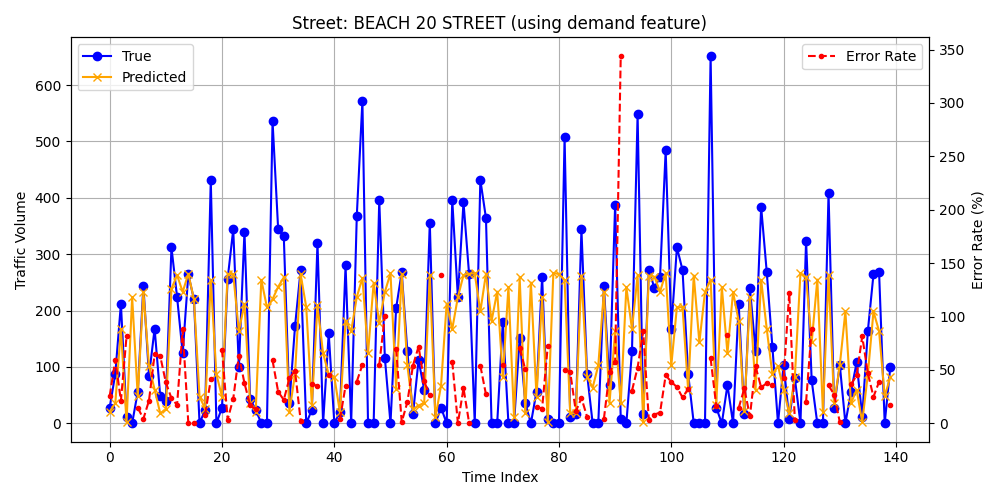 Street: BEACH 20 STREET (using demand feature)
True
Predicted
Error Rate
Traffic Volume
0
100
200
300
400
500
600
0
50
100
150
200
250
300
350
Error Rate (%)
0 20 40 60 80 100 120 140
Time Index